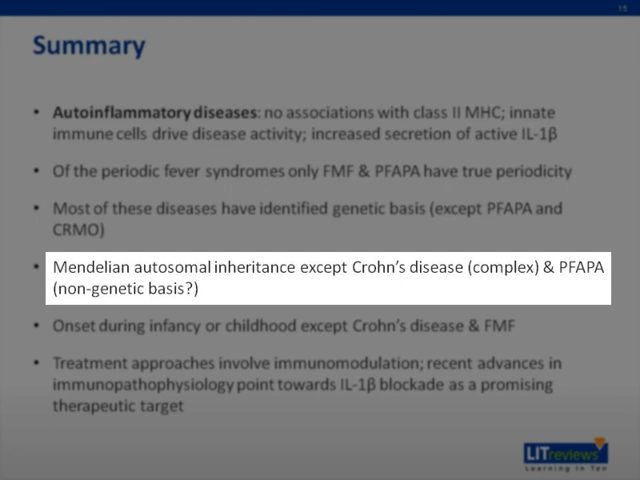 15
Summary
• Autoinflammatory diseases: no associations with class II MHC; innate
immune cells drive disease activity; increased secretion of active IL-1β
• Of the periodic fever syndromes only FMF & PFAPA have true periodicity
• Most of these diseases have identified genetic basis (except PFAPA and
CRMO)
• Mendelian autosomal inheritance except Crohn's disease (complex) & PFAPA
(non-genetic basis?)
• Onset during infancy or childhood except Crohn's disease & FMF
• Treatment approaches involve immunomodulation; recent advances in
immunopathophysiology point towards IL-1β blockade as a promising
therapeutic target
LITreviews
Learning In Ten